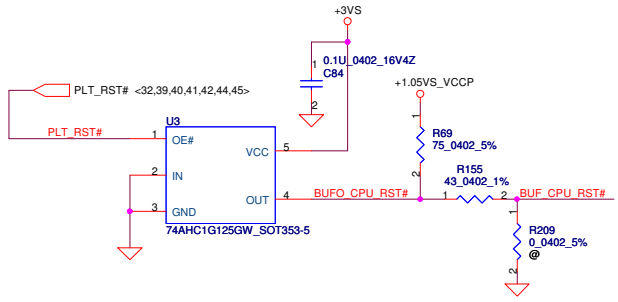 +3VS
1
0.1U_0402_16V4Z
C84
2
PLT_RST# <32,39,40,41,42,44,45>
+1.05VS_VCCP
U3
1
R69
75_0402_5%
2
PLT_RST#
1
OE#
VCC
5
2
IN
R155
43_0402_1%
OUT
4
BUFO_CPU_RST#
1
2
BUF_CPU_RST#
3
GND
74AHC1G125GW_SOT353-5
1
R209
0_0402_5%
@
2